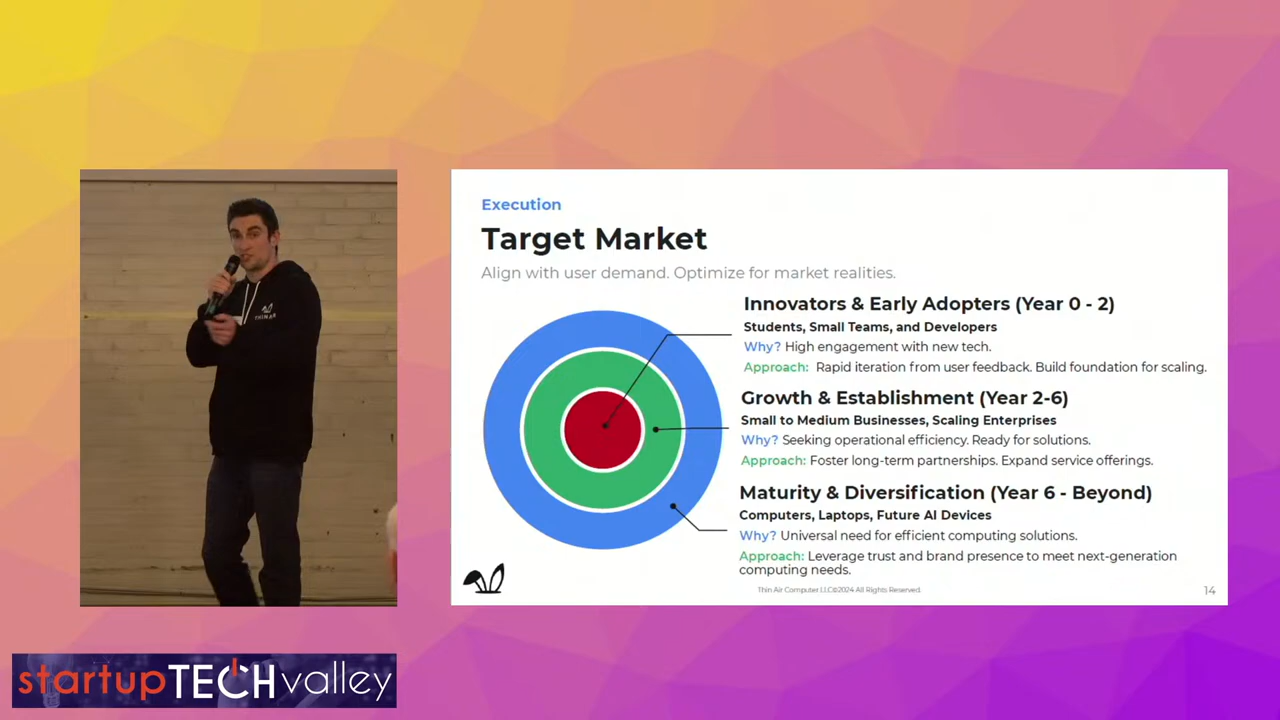 Execution
Target Market
Align with user demand. Optimize for market realities.
Innovators & Early Adopters (Year 0 - 2)
Students, Small Teams, and Developers
Why? High engagement with new tech.
Approach: Rapid iteration from user feedback. Build foundation for scaling.
Growth & Establishment (Year 2-6)
Small to Medium Businesses, Scaling Enterprises
Why? Seeking operational efficiency. Ready for solutions.
Approach: Foster long-term partnerships. Expand service offerings.
Maturity & Diversification (Year 6 - Beyond)
Computers, Laptops, Future AI Devices
Why? Universal need for efficient computing solutions.
Approach: Leverage trust and brand presence to meet next-generation
computing needs.
Thin Air Computer LLC©2024 All Rights Reserved.
14
THINAIR
startupTECHvalley